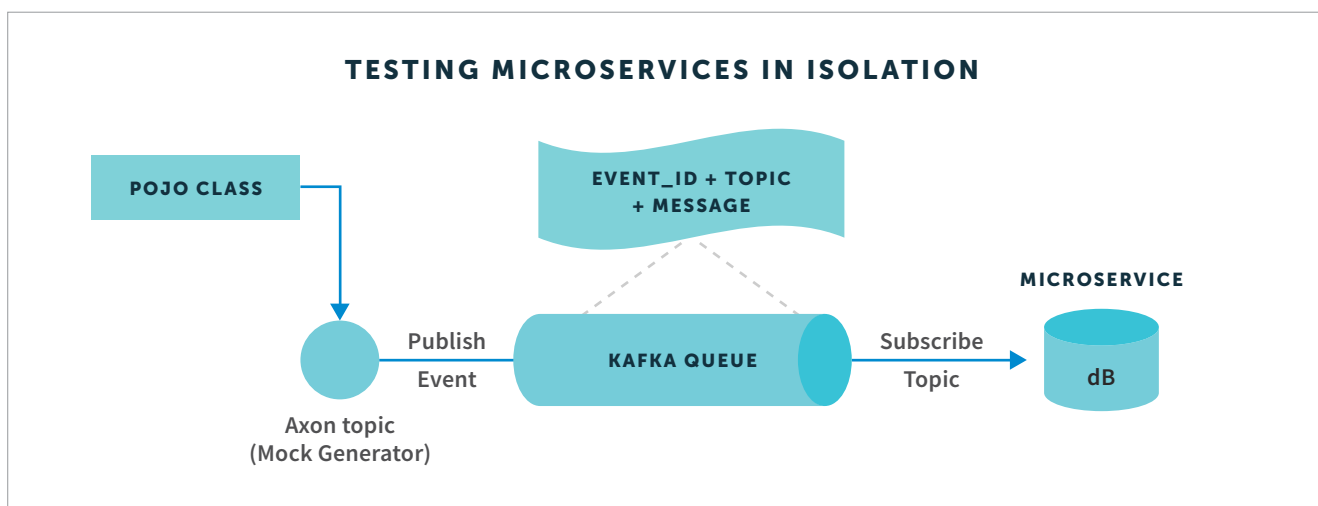 TESTING MICROSERVICES IN ISOLATION
POJO CLASS
EVENT_ID + TOPIC
+ MESSAGE
MICROSERVICE
Publish
Event
KAFKA QUEUE
Subscribe
Topic
dB
Axon topic
(Mock Generator)